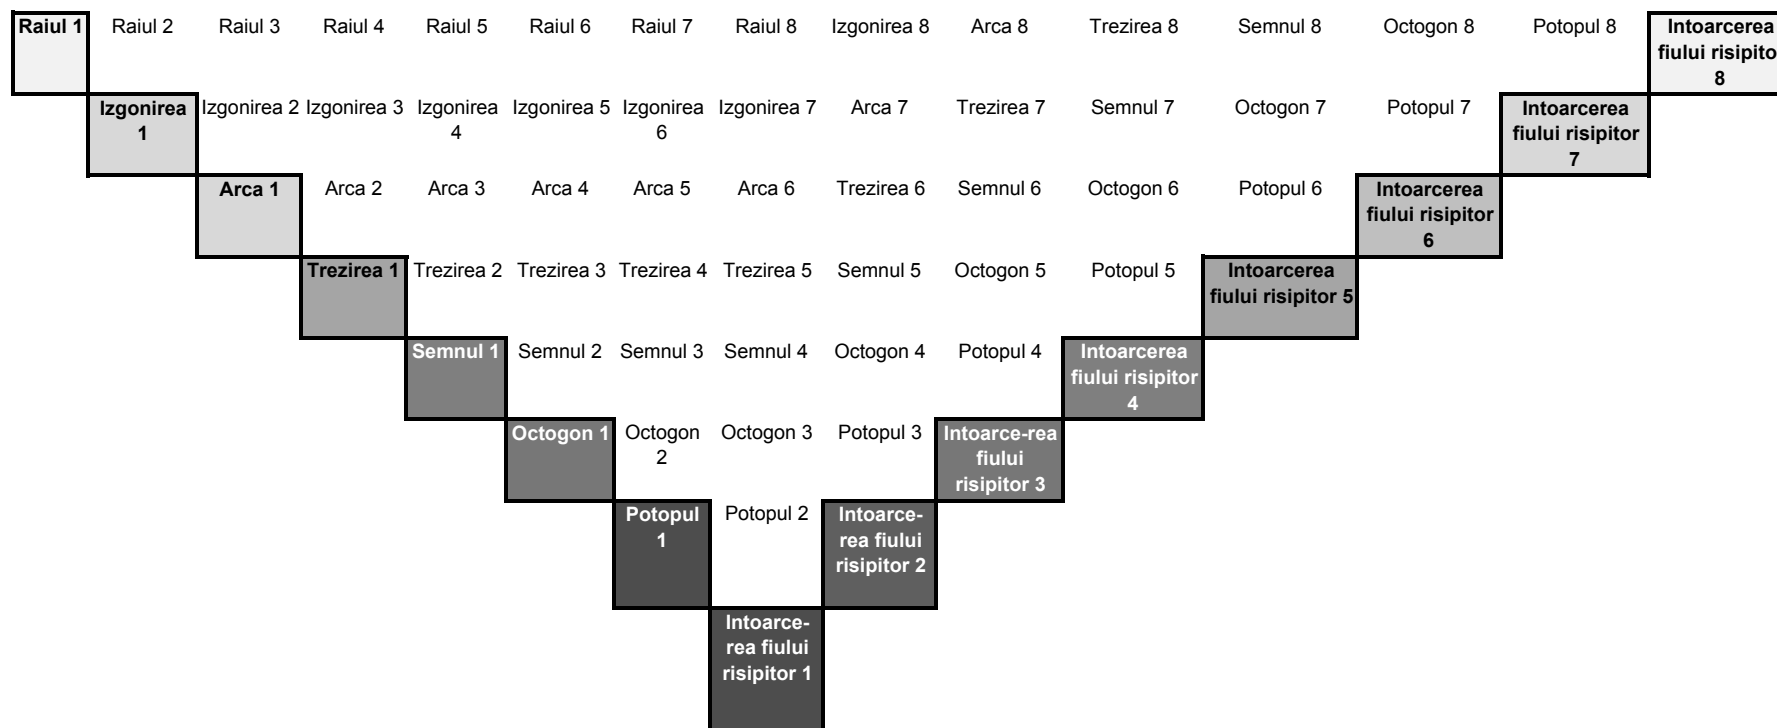 Raiul 1 Raiul 2 Raiul 3 Raiul 4 Raiul 5 Raiul 6 Raiul 7 Raiul 8 Izgonirea 8 Arca 8 Trezirea 8 Semnul 8 Octogon 8 Potopul 8 Intoarcerea
fiului risipito
8
Izgonirea Izgonirea 2 Izgonirea 3 Izgonirea Izgonirea 5 Izgonirea Izgonirea 7 Arca 7 Trezirea 7 Semnul 7 Octogon 7 Potopul 7 Intoarcerea
1 4 6 fiului risipitor
7
Arca 1 Arca 2 Arca 3 Arca 4 Arca 5 Arca 6 Trezirea 6 Semnul 6 Octogon 6 Potopul 6 Intoarcerea
fiului risipitor
6
Trezirea 1 Trezirea 2 Trezirea 3 Trezirea 4 Trezirea 5 Semnul 5 Octogon 5 Potopul 5 Intoarcerea
fiului risipitor 5
Semnul 1 Semnul 2 Semnul 3 Semnul 4 Octogon 4 Potopul 4 Intoarcerea
fiului risipitor
4
Octogon 1 Octogon Octogon 3 Potopul 3 Intoarce-rea
2 fiului
risipitor 3
Potopul Potopul 2 Intoarce-
1 rea fiului
risipitor 2
Intoarce-
rea fiului
risipitor 1